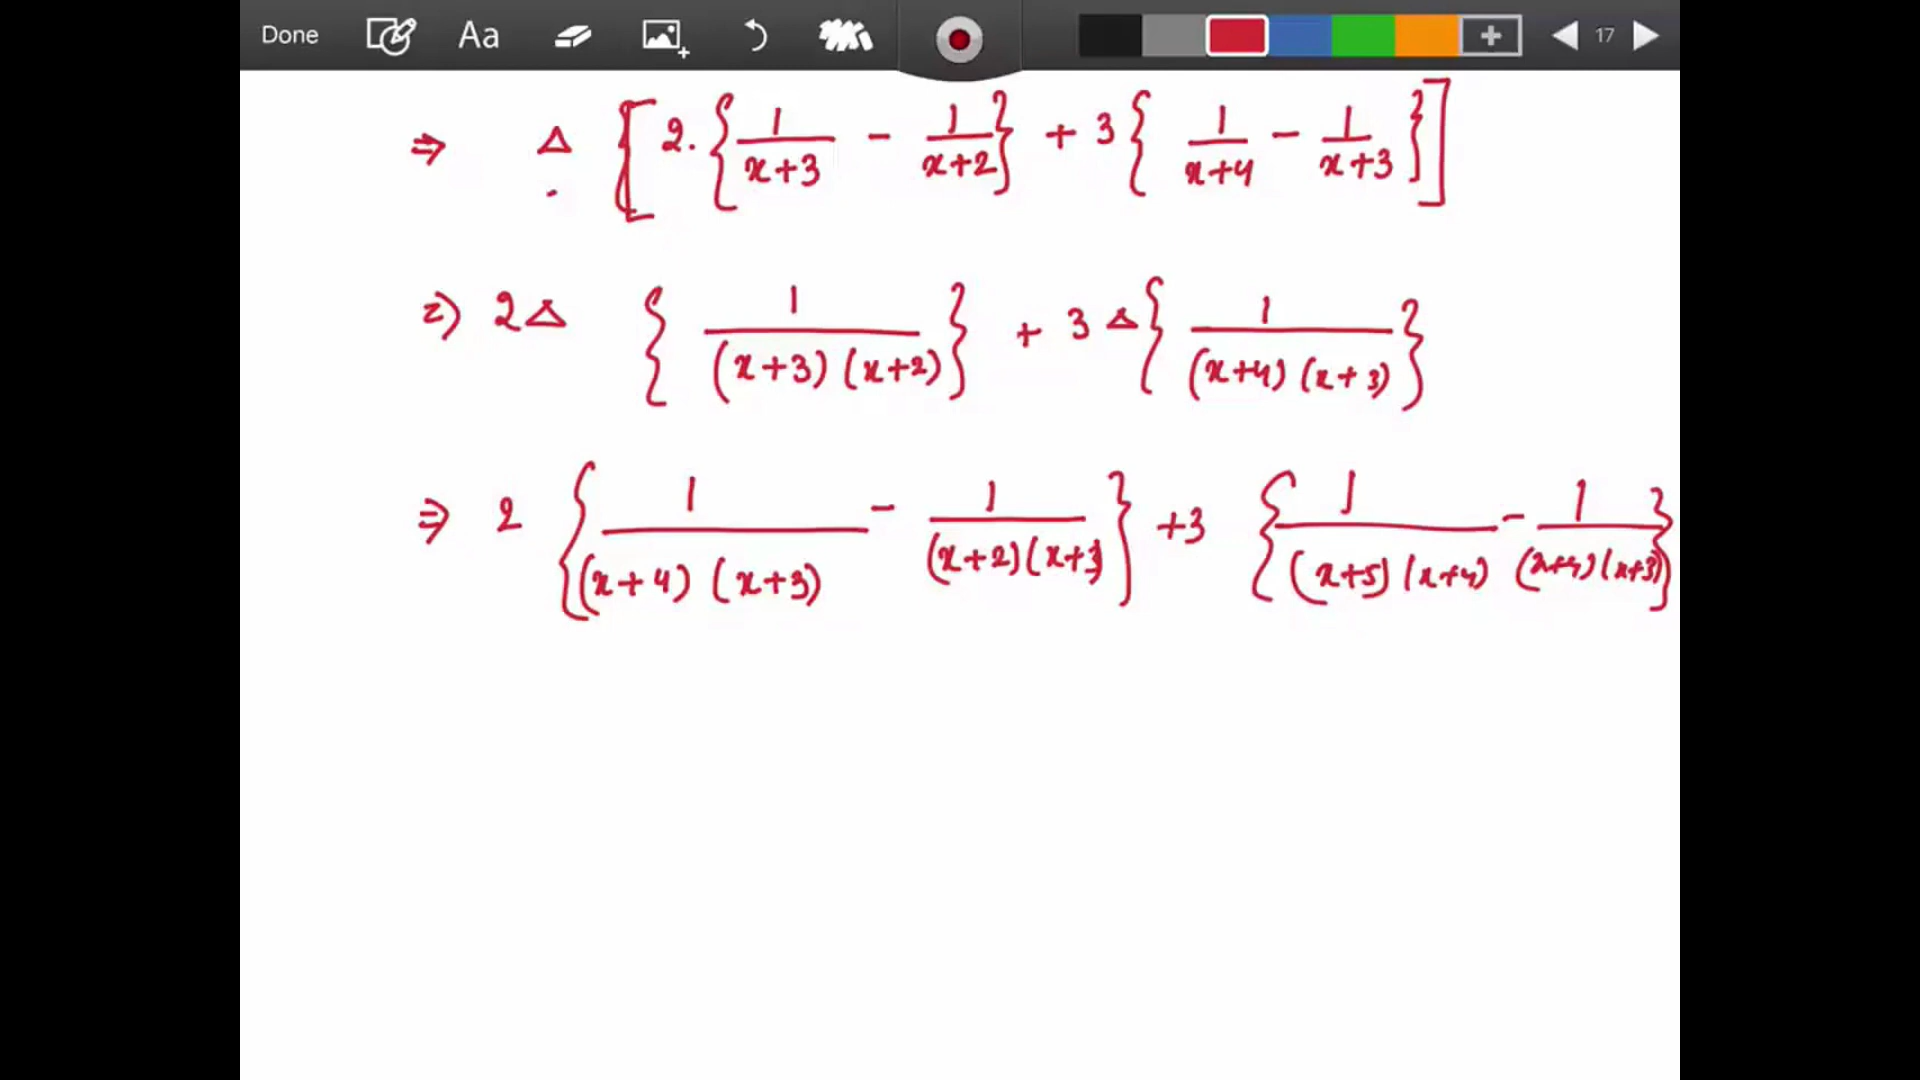 Done Aa 17
⇒ Δ [ 2. { 1/(x+3) - 1/(x+2) } + 3 { 1/(x+4) - 1/(x+3) } ]
⇒ 2Δ { 1/((x+3)(x+2)) } + 3Δ { 1/((x+4)(x+3)) }
⇒ 2 { 1/((x+4)(x+3)) - 1/((x+2)(x+3)) } +3 { 1/((x+5)(x+4)) - 1/((x+4)(x+3)) }